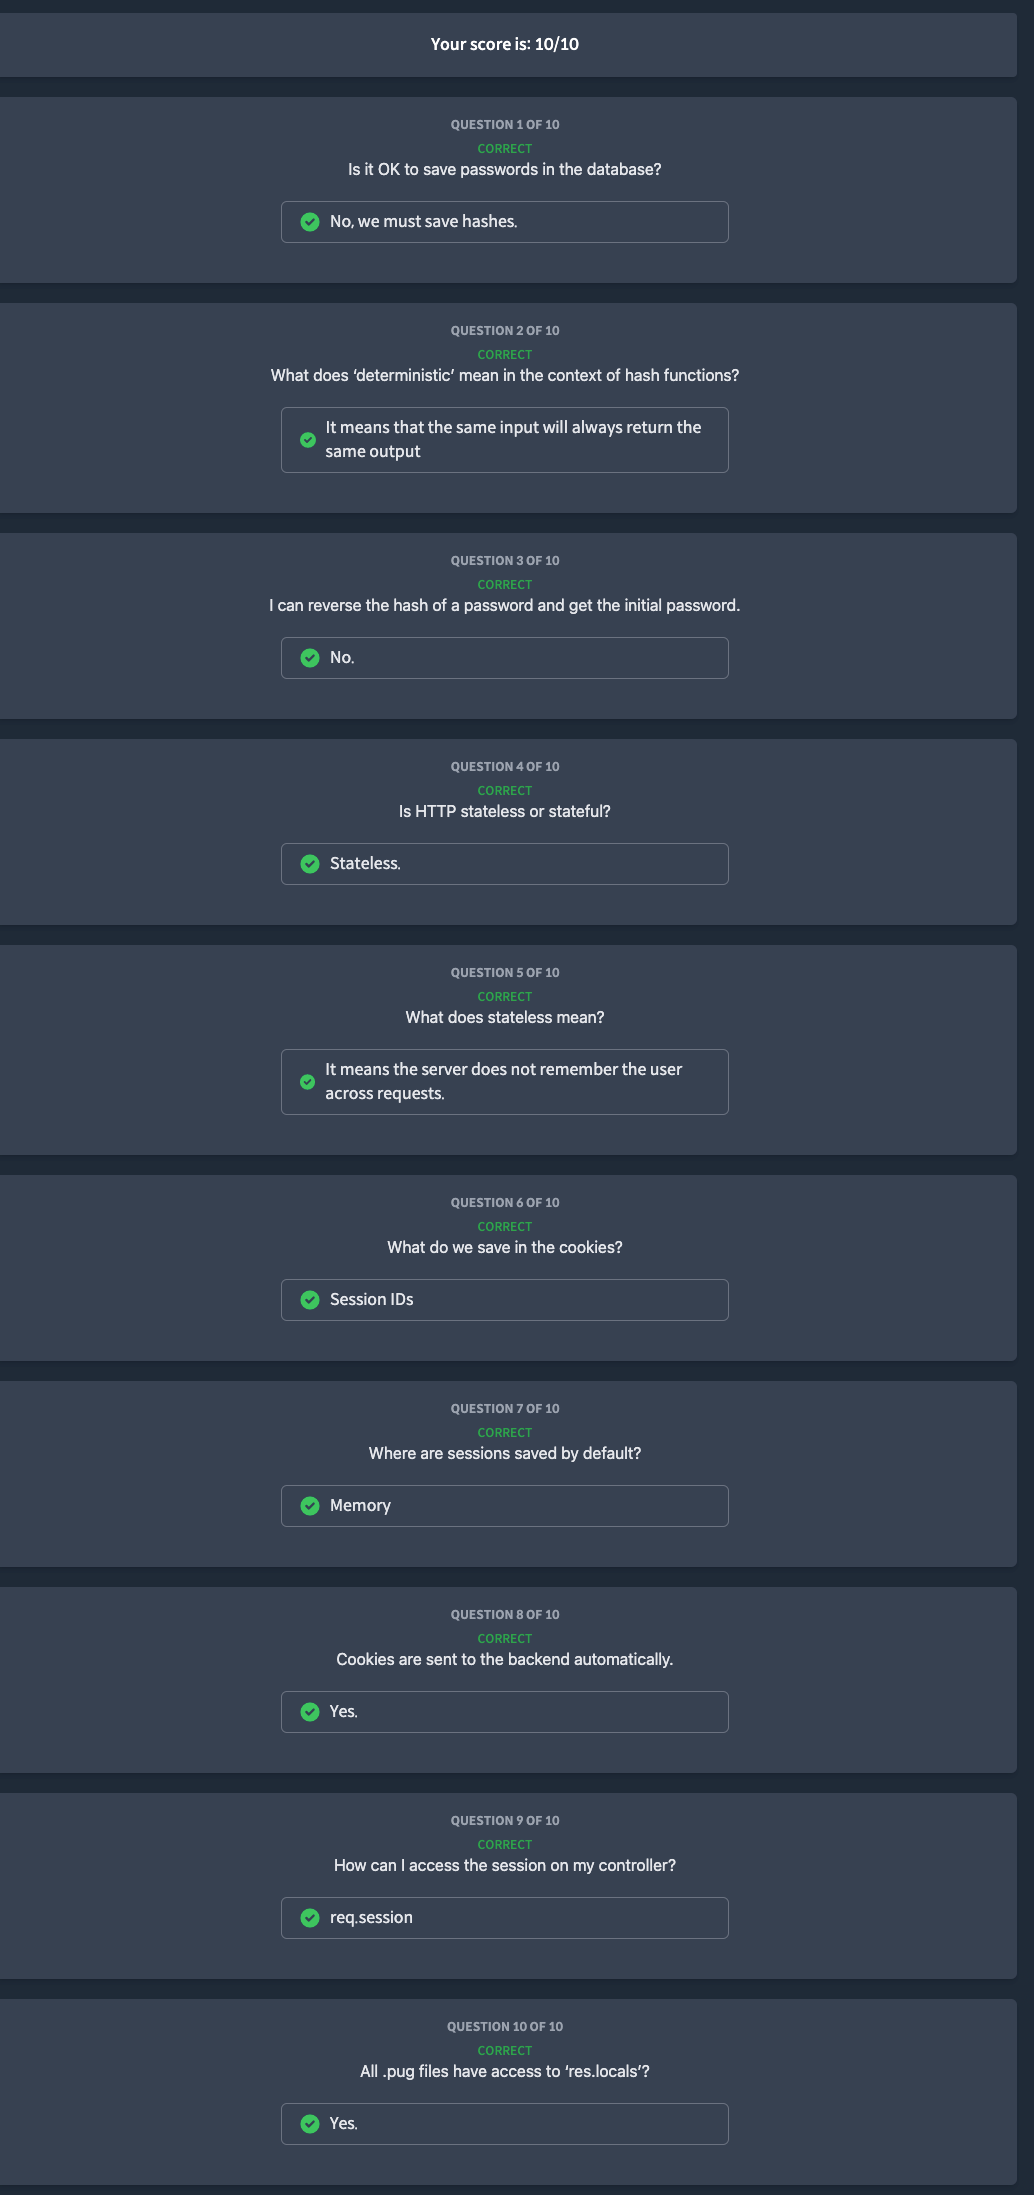 Your score is: 10/10
QUESTION 1 OF 10
CORRECT
Is it OK to save passwords in the database?
No, we must save hashes.
QUESTION 2 OF 10
CORRECT
What does ‘deterministic’ mean in the context of hash functions?
It means that the same input will always return the
same output
QUESTION 3 OF 10
CORRECT
I can reverse the hash of a password and get the initial password.
No.
QUESTION 4 OF 10
CORRECT
Is HTTP stateless or stateful?
Stateless.
QUESTION 5 OF 10
CORRECT
What does stateless mean?
It means the server does not remember the user
across requests.
QUESTION 6 OF 10
CORRECT
What do we save in the cookies?
Session IDs
QUESTION 7 OF 10
CORRECT
Where are sessions saved by default?
Memory
QUESTION 8 OF 10
CORRECT
Cookies are sent to the backend automatically.
Yes.
QUESTION 9 OF 10
CORRECT
How can I access the session on my controller?
req.session
QUESTION 10 OF 10
CORRECT
All .pug files have access to ‘res.locals’?
Yes.